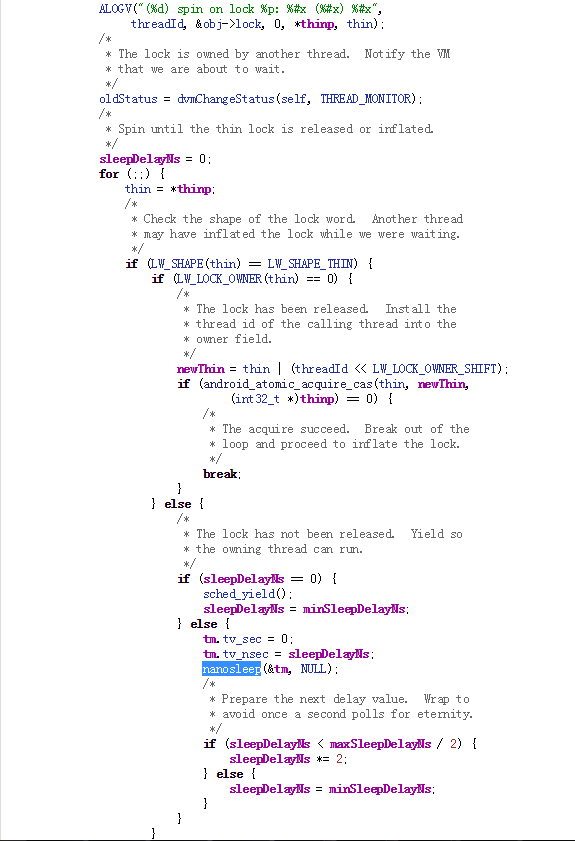 ALOGV("(%d) spin on lock %p: %#x (%#x) %#x",
threadId, &obj->lock, 0, *thinp, thin);
/*
* The lock is owned by another thread.  Notify the VM
* that we are about to wait.
*/
oldStatus = dvmChangeStatus(self, THREAD_MONITOR);
/*
* Spin until the thin lock is released or inflated.
*/
sleepDelayNs = 0;
for (;;) {
thin = *thinp;
/*
* Check the shape of the lock word.  Another thread
* may have inflated the lock while we were waiting.
*/
if (LW_SHAPE(thin) == LW_SHAPE_THIN) {
if (LW_LOCK_OWNER(thin) == 0) {
/*
* The lock has been released.  Install the
* thread id of the calling thread into the
* owner field.
*/
newThin = thin | (threadId << LW_LOCK_OWNER_SHIFT);
if (android_atomic_acquire_cas(thin, newThin,
(int32_t *)thinp) == 0) {
/*
* The acquire succeed.  Break out of the
* loop and proceed to inflate the lock.
*/
break;
}
} else {
/*
* The lock has not been released.  Yield so
* the owning thread can run.
*/
if (sleepDelayNs == 0) {
sched_yield();
sleepDelayNs = minSleepDelayNs;
} else {
tm.tv_sec = 0;
tm.tv_nsec = sleepDelayNs;
nanosleep(&tm, NULL);
/*
* Prepare the next delay value.  Wrap to
* avoid once a second polls for eternity.
*/
if (sleepDelayNs < maxSleepDelayNs / 2) {
sleepDelayNs *= 2;
} else {
sleepDelayNs = minSleepDelayNs;
}
}
}